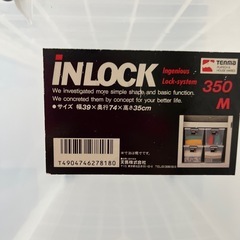 INLOCK
Ingenious
Lock-system
TENMA
350
M
We investigated more simple shape and basic function.
We concreted them by concept for your better life.
●サイズ 幅39×奥行74×高さ35cm
天馬株式会社
T4904746278180